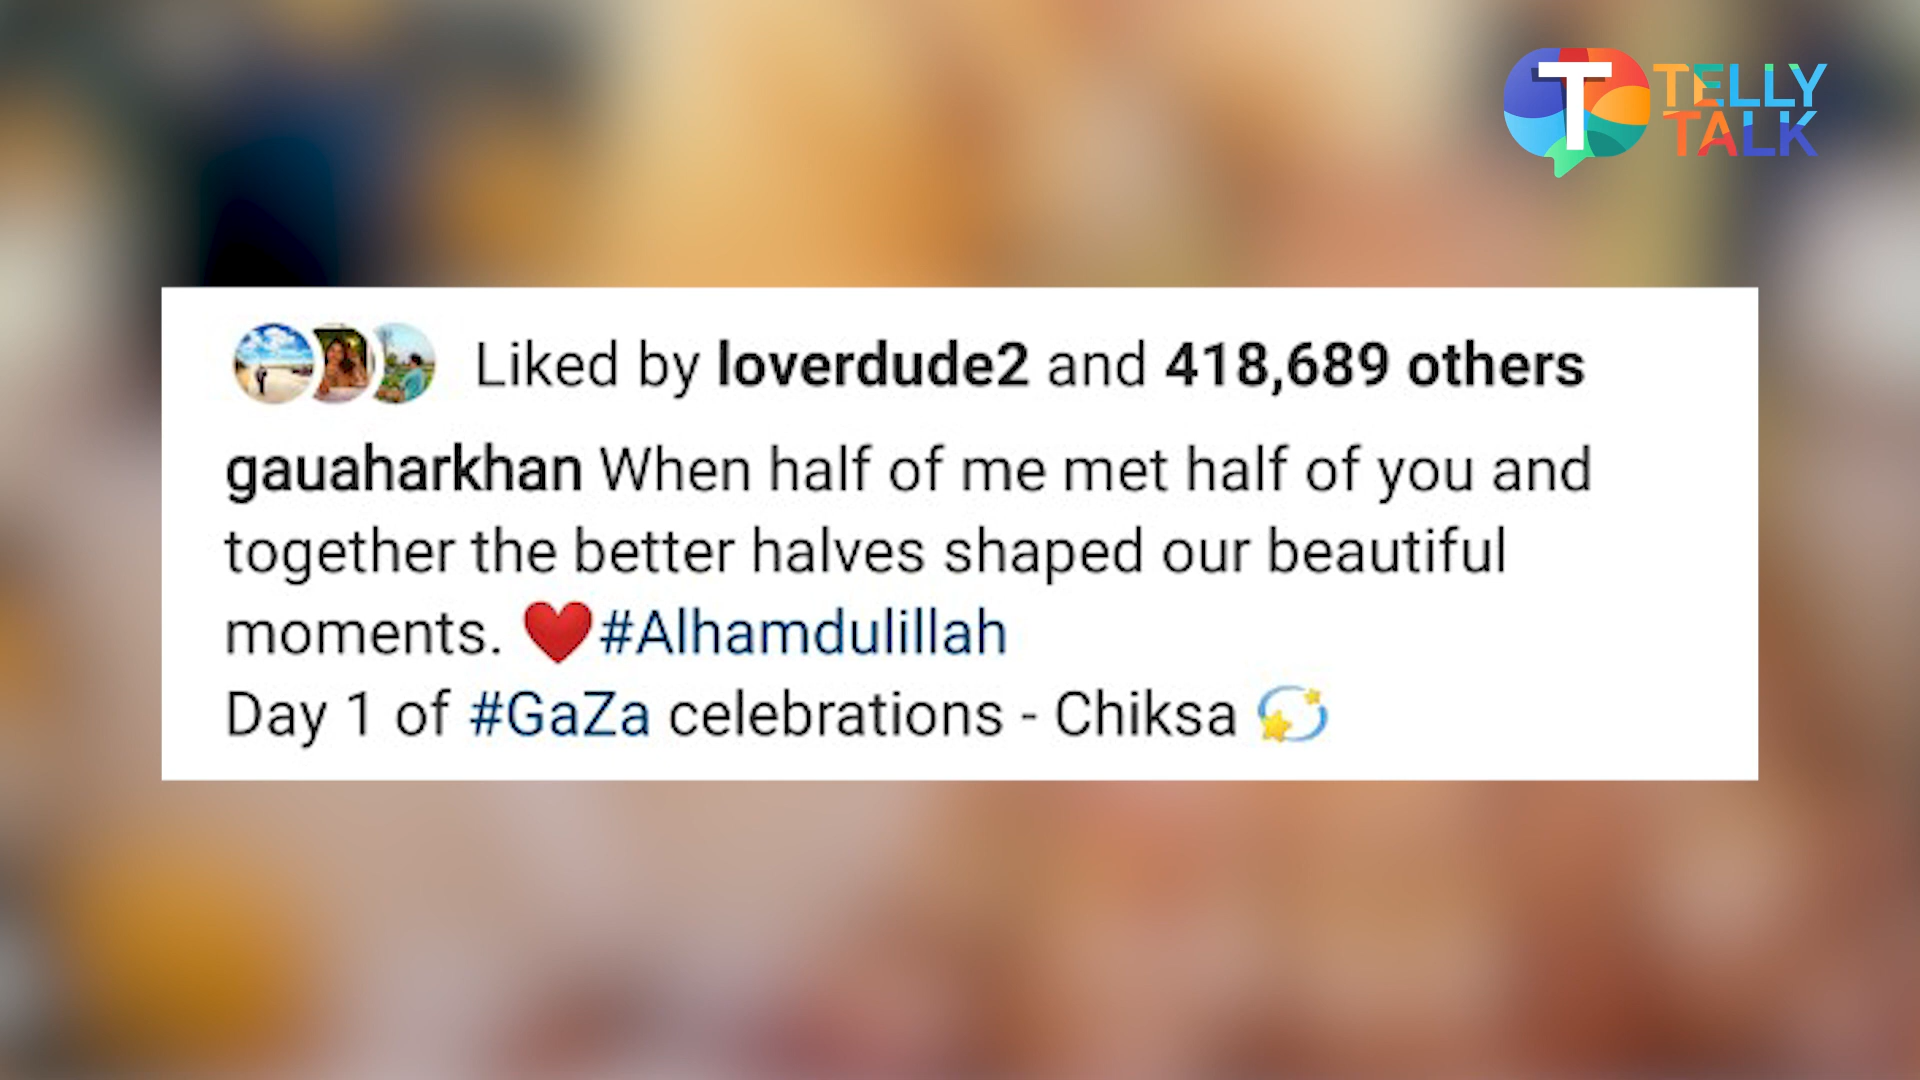 TELLY
TALK
Liked by loverdude2 and 418,689 others
gauaharkhan When half of me met half of you and
together the better halves shaped our beautiful
moments. ❤️#Alhamdulillah
Day 1 of #GaZa celebrations - Chiksa 💫